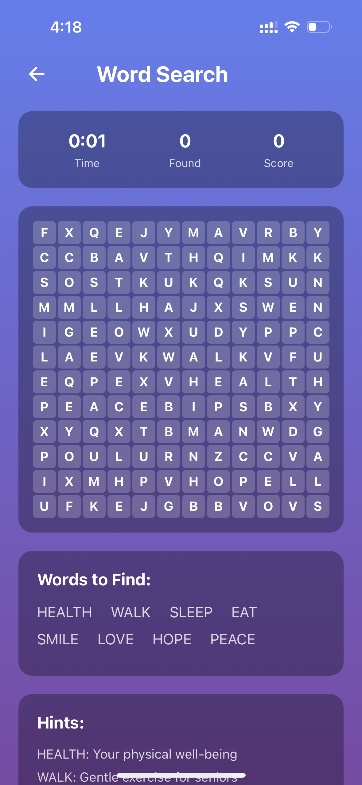 4:18
Word Search
0:01 0 0
Time Found Score
F X Q E J Y M A V R B Y
C C B A V T H Q I M K K
S O S T K U K Q K S U N
M M L L H A J X S W E N
I G E O W X U D Y P P C
L A E V K W A L K V F U
E Q P E X V H E A L T H
P E A C E B I P S B X Y
X Y Q X T B M A N W D G
P O U L U R N Z C C V A
I X M H P V H O P E L L
U F K E J G B B V O V S
Words to Find:
HEALTH WALK SLEEP EAT
SMILE LOVE HOPE PEACE
Hints:
HEALTH: Your physical well-being
WALK: Gentle exercise for seniors